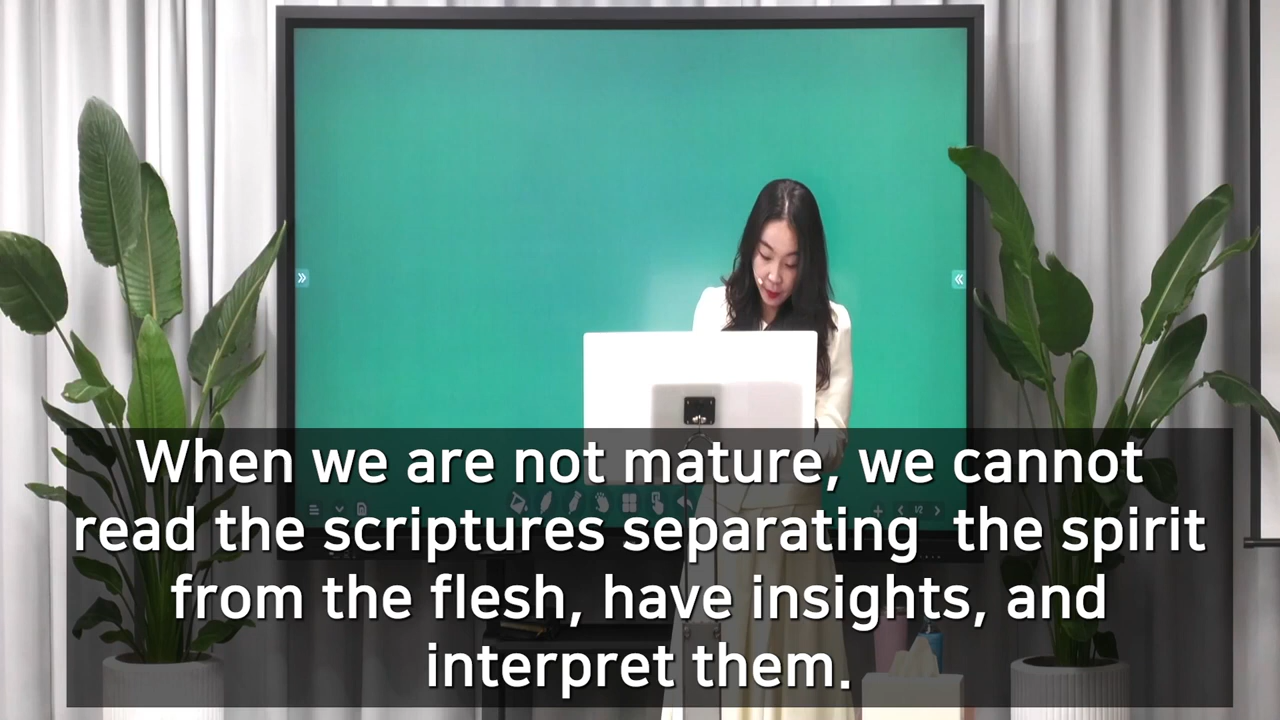 When we are not mature, we cannot
read the scriptures separating  the spirit
from the flesh, have insights, and
interpret them.